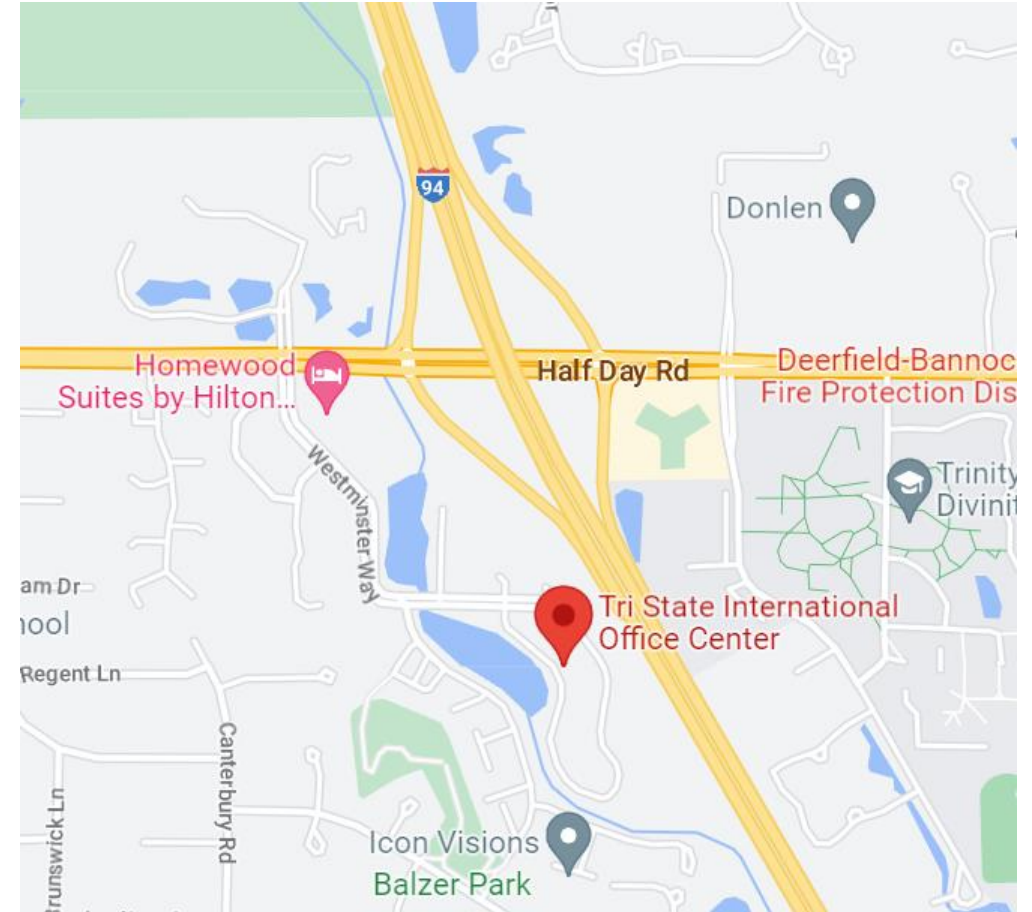 94
Donlen
Homewood
Suites by Hilton...
Half Day Rd
Deerfield-Bannoc
Fire Protection Dis
Westminster Way
Trinity
Divinit
am Dr
hool
Tri State International
Office Center
Regent Ln
Canterbury Rd
Brunswick Ln
Icon Visions
Balzer Park